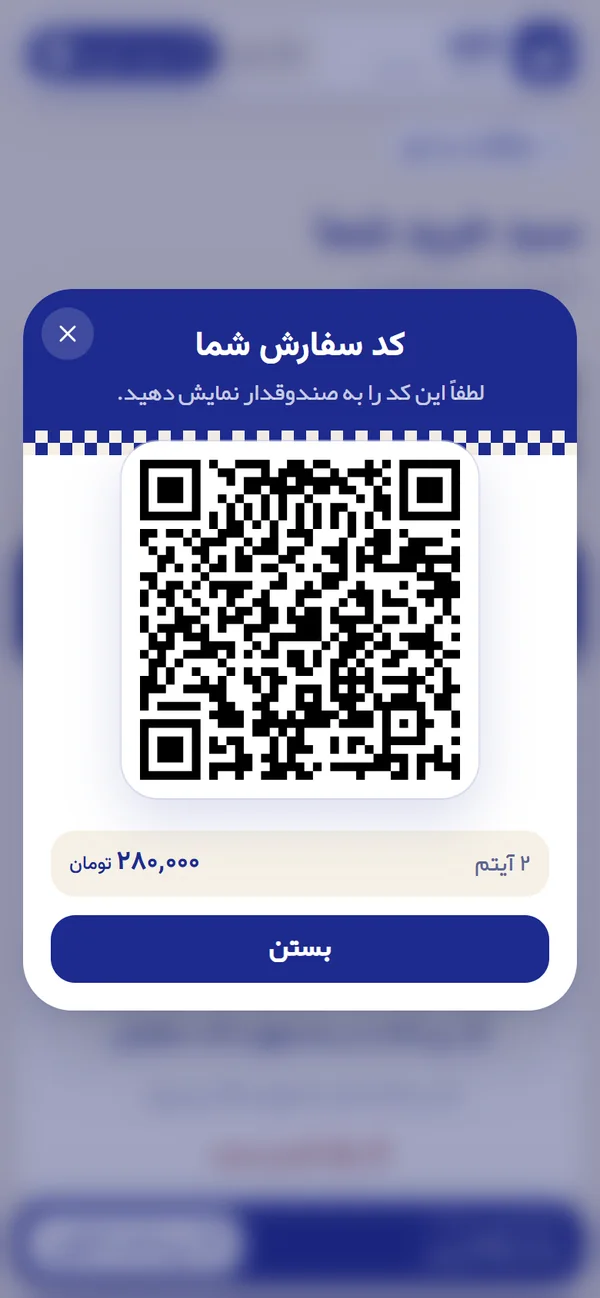 کد سفارش شما
لطفاً این کد را به صندوقدار نمایش دهید.
۲ آیتم
۲۸۰,۰۰۰ تومان
بستن